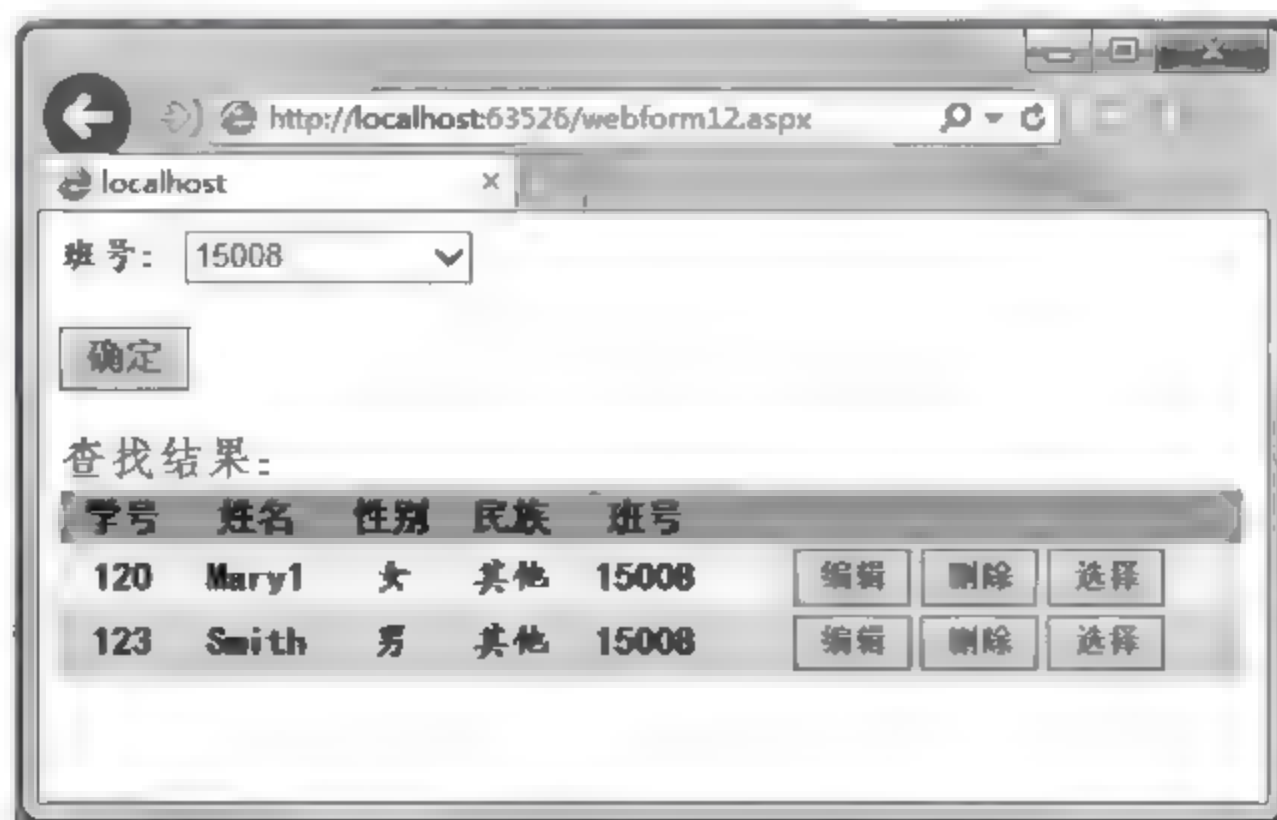 http://localhost:63526/webform12.aspx
localhost
班号: 15008
确定
查找结果:
学号 姓名 性别 民族 班号
120 Mary1 女 其他 15008 编辑 删除 选择
123 Smith 男 其他 15008 编辑 删除 选择